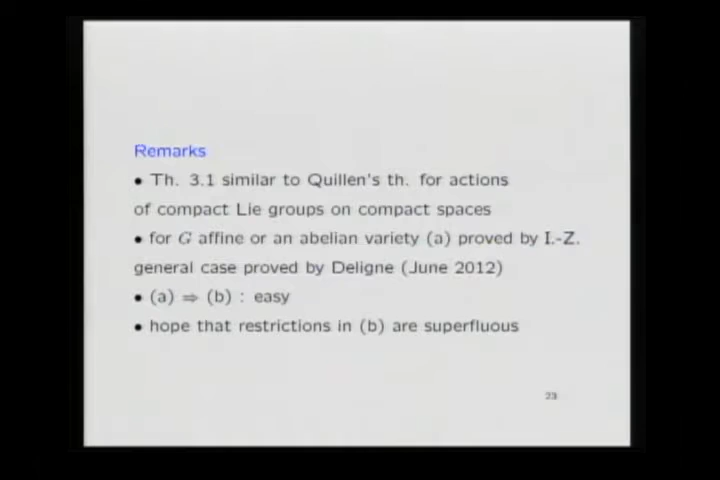 Remarks
• Th. 3.1 similar to Quillen's th. for actions
of compact Lie groups on compact spaces
• for G affine or an abelian variety (a) proved by I.-Z.
general case proved by Deligne (June 2012)
• (a) ⇒ (b) : easy
• hope that restrictions in (b) are superfluous
23